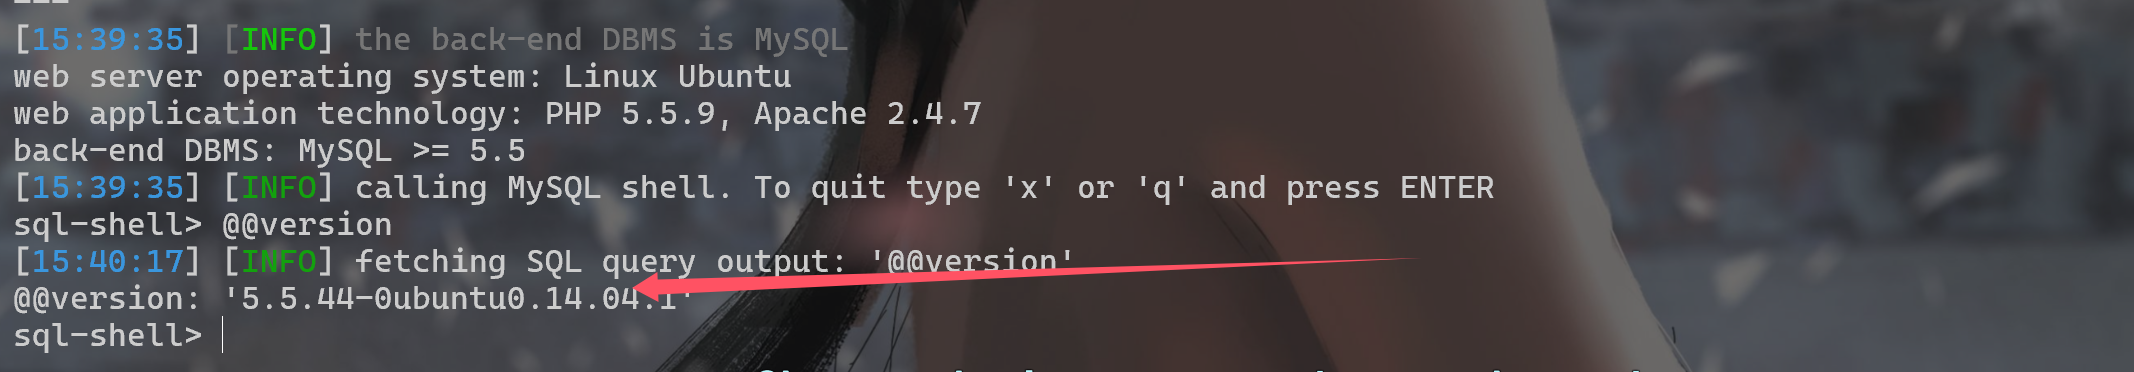 [15:39:35] [INFO] the back-end DBMS is MySQL
web server operating system: Linux Ubuntu
web application technology: PHP 5.5.9, Apache 2.4.7
back-end DBMS: MySQL >= 5.5
[15:39:35] [INFO] calling MySQL shell. To quit type 'x' or 'q' and press ENTER
sql-shell> @@version
[15:40:17] [INFO] fetching SQL query output: '@@version'
@@version: '5.5.44-0ubuntu0.14.04.1'
sql-shell>